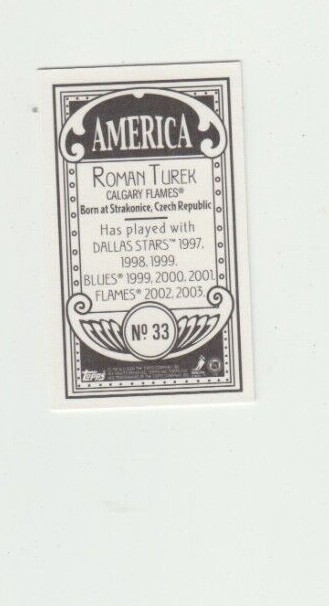 AMERICA
ROMAN TUREK
CALGARY FLAMES®
Born at Strakonice, Czech Republic
Has played with
DALLAS STARS™ 1997,
1998, 1999.
BLUES® 1999, 2000, 2001.
FLAMES® 2002, 2003.
Nº 33
TOPPS